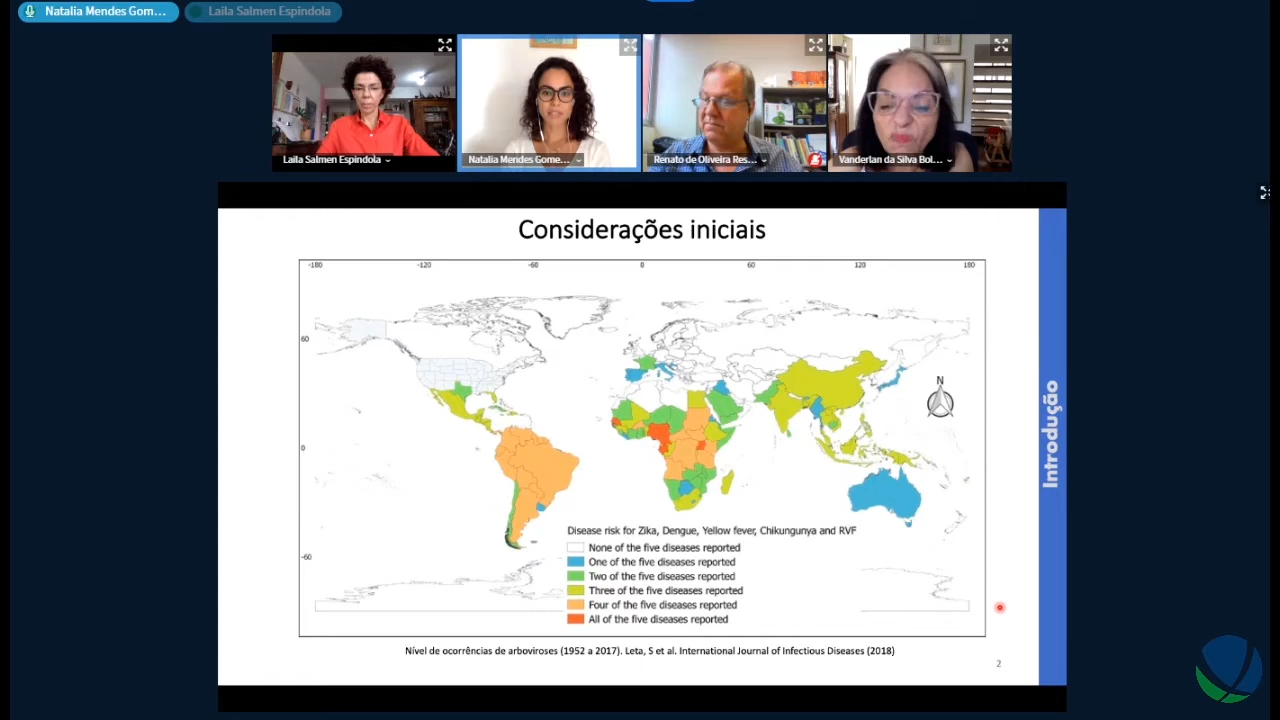 Natalia Mendes Gom...
Laila Salmen Espindola
Laila Salmen Espindola
Natalia Mendes Gome...
Renato de Oliveira Res...
Vanderlan da Silva Bol...
Considerações iniciais
-180 -120 -60 0 60 120 180
60
N
0
-60
Disease risk for Zika, Dengue, Yellow fever, Chikungunya and RVF
None of the five diseases reported
One of the five diseases reported
Two of the five diseases reported
Three of the five diseases reported
Four of the five diseases reported
All of the five diseases reported
Nível de ocorrências de arboviroses (1952 a 2017). Leta, S et al. International Journal of Infectious Diseases (2018)
2
Introdução